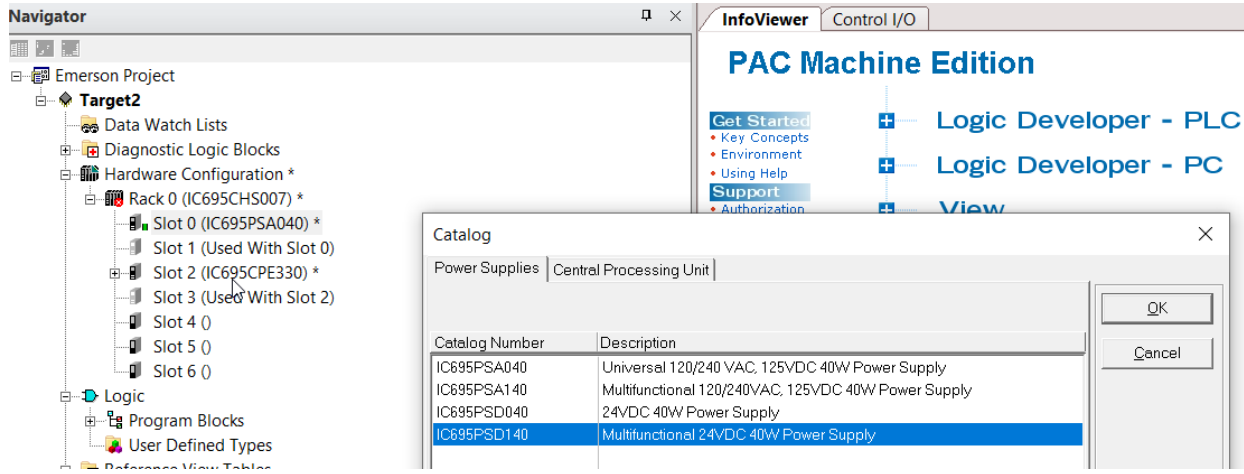 Navigator
Emerson Project
Target2
Data Watch Lists
Diagnostic Logic Blocks
Hardware Configuration *
Rack 0 (IC695CHS007) *
Slot 0 (IC695PSA040) *
Slot 1 (Used With Slot 0)
Slot 2 (IC695CPE330) *
Slot 3 (Used With Slot 2)
Slot 4 ()
Slot 5 ()
Slot 6 ()
Logic
Program Blocks
User Defined Types
Reference View Tables
InfoViewer Control I/O
PAC Machine Edition
Get Started
• Key Concepts
• Environment
• Using Help
Support
• Authorization
Logic Developer - PLC
Logic Developer - PC
View
Catalog
Power Supplies Central Processing Unit
Catalog Number Description
IC695PSA040 Universal 120/240 VAC, 125VDC 40W Power Supply
IC695PSA140 Multifunctional 120/240VAC, 125VDC 40W Power Supply
IC695PSD040 24VDC 40W Power Supply
IC695PSD140 Multifunctional 24VDC 40W Power Supply
OK
Cancel